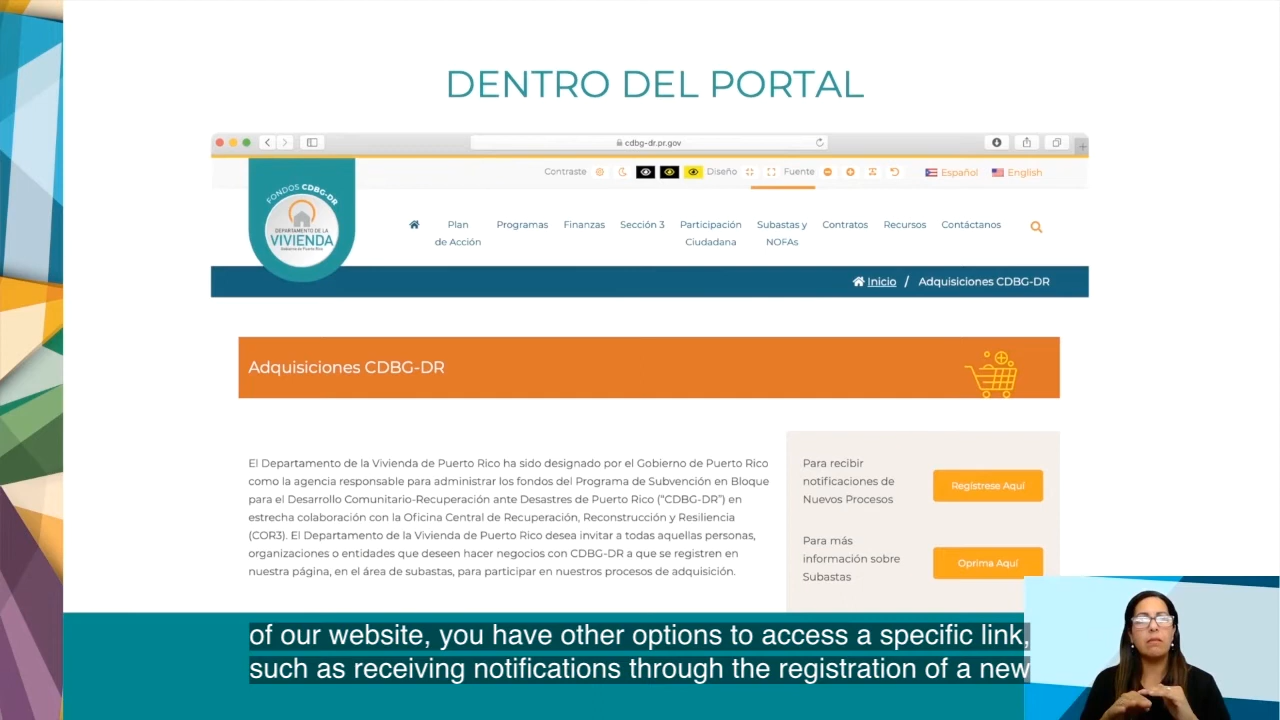 DENTRO DEL PORTAL
cdbg-dr.pr.gov
Contraste Diseño Fuente Español English
FONDOS CDBG-DR
DEPARTAMENTO DE LA
VIVIENDA
Gobierno de Puerto Rico
Plan
de Acción
Programas
Finanzas
Sección 3
Participación
Ciudadana
Subastas y
NOFAs
Contratos
Recursos
Contáctanos
Inicio / Adquisiciones CDBG-DR
Adquisiciones CDBG-DR
El Departamento de la Vivienda de Puerto Rico ha sido designado por el Gobierno de Puerto Rico
como la agencia responsable para administrar los fondos del Programa de Subvención en Bloque
para el Desarrollo Comunitario-Recuperación ante Desastres de Puerto Rico ("CDBG-DR") en
estrecha colaboración con la Oficina Central de Recuperación, Reconstrucción y Resiliencia
(COR3). El Departamento de la Vivienda de Puerto Rico desea invitar a todas aquellas personas,
organizaciones o entidades que deseen hacer negocios con CDBG-DR a que se registren en
nuestra página, en el área de subastas, para participar en nuestros procesos de adquisición.
Para recibir
notificaciones de
Nuevos Procesos
Regístrese Aquí
Para más
información sobre
Subastas
Oprima Aquí
of our website, you have other options to access a specific link,
such as receiving notifications through the registration of a new